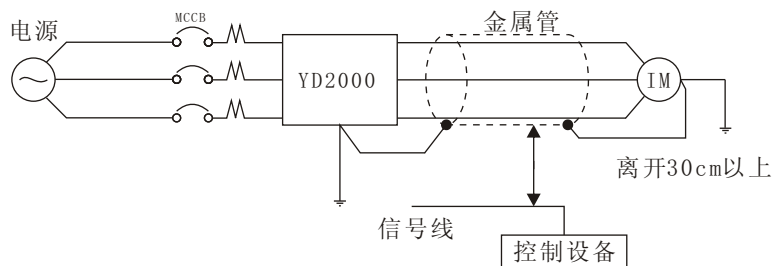 电源
MCCB
金属管
YD2000
IM
离开30cm以上
信号线
控制设备